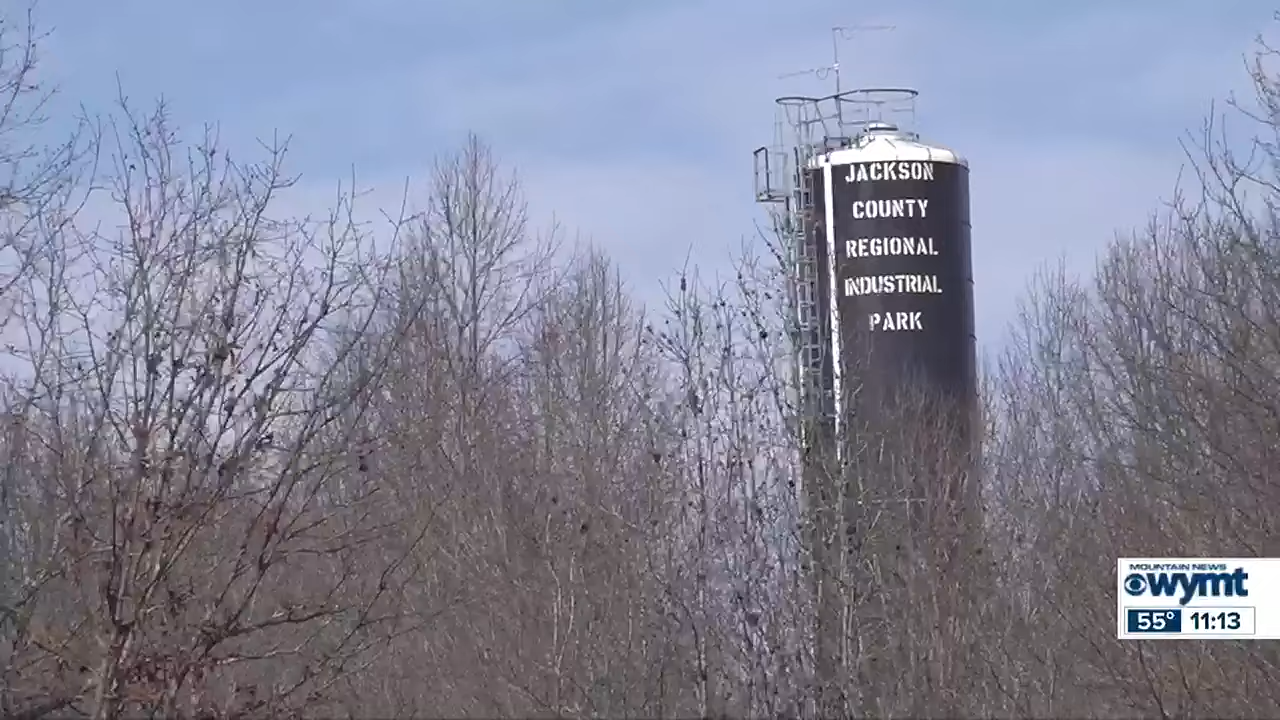 JACKSON
COUNTY
REGIONAL
INDUSTRIAL
PARK
MOUNTAIN NEWS
wymt
55° 11:13